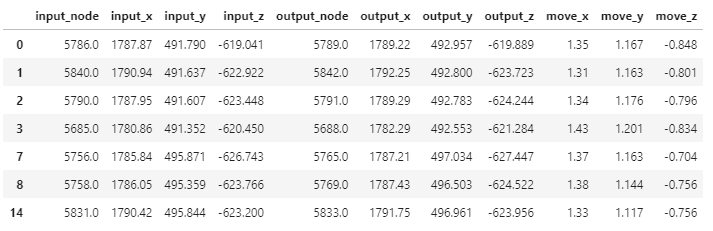 input_node input_x input_y input_z output_node output_x output_y output_z move_x move_y move_z
0 5786.0 1787.87 491.790 -619.041 5789.0 1789.22 492.957 -619.889 1.35 1.167 -0.848
1 5840.0 1790.94 491.637 -622.922 5842.0 1792.25 492.800 -623.723 1.31 1.163 -0.801
2 5790.0 1787.95 491.607 -623.448 5791.0 1789.29 492.783 -624.244 1.34 1.176 -0.796
3 5685.0 1780.86 491.352 -620.450 5688.0 1782.29 492.553 -621.284 1.43 1.201 -0.834
7 5756.0 1785.84 495.871 -626.743 5765.0 1787.21 497.034 -627.447 1.37 1.163 -0.704
8 5758.0 1786.05 495.359 -623.766 5769.0 1787.43 496.503 -624.522 1.38 1.144 -0.756
14 5831.0 1790.42 495.844 -623.200 5833.0 1791.75 496.961 -623.956 1.33 1.117 -0.756